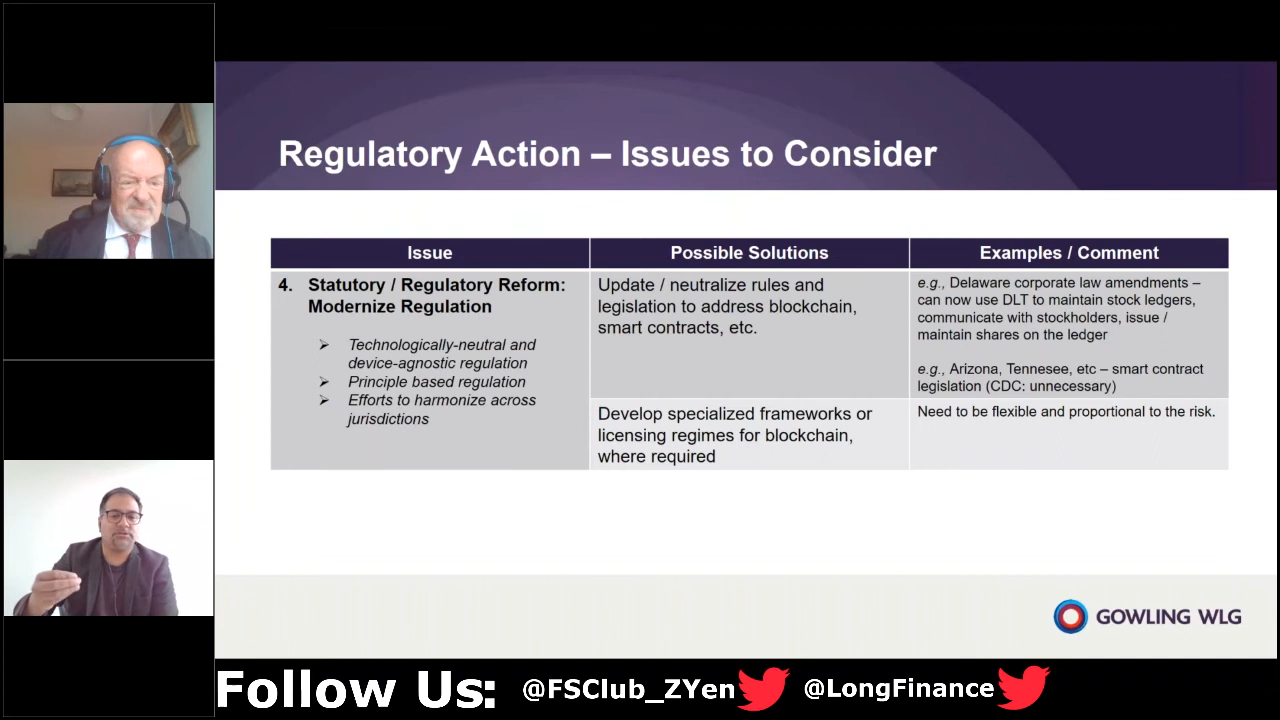 Regulatory Action – Issues to Consider
Issue
Possible Solutions
Examples / Comment
4. Statutory / Regulatory Reform:
Modernize Regulation
➢ Technologically-neutral and
device-agnostic regulation
➢ Principle based regulation
➢ Efforts to harmonize across
jurisdictions
Update / neutralize rules and
legislation to address blockchain,
smart contracts, etc.
e.g., Delaware corporate law amendments –
can now use DLT to maintain stock ledgers,
communicate with stockholders, issue /
maintain shares on the ledger
e.g., Arizona, Tennesee, etc – smart contract
legislation (CDC: unnecessary)
Develop specialized frameworks or
licensing regimes for blockchain,
where required
Need to be flexible and proportional to the risk.
GOWLING WLG
Follow Us: @FSClub_ZYen @LongFinance